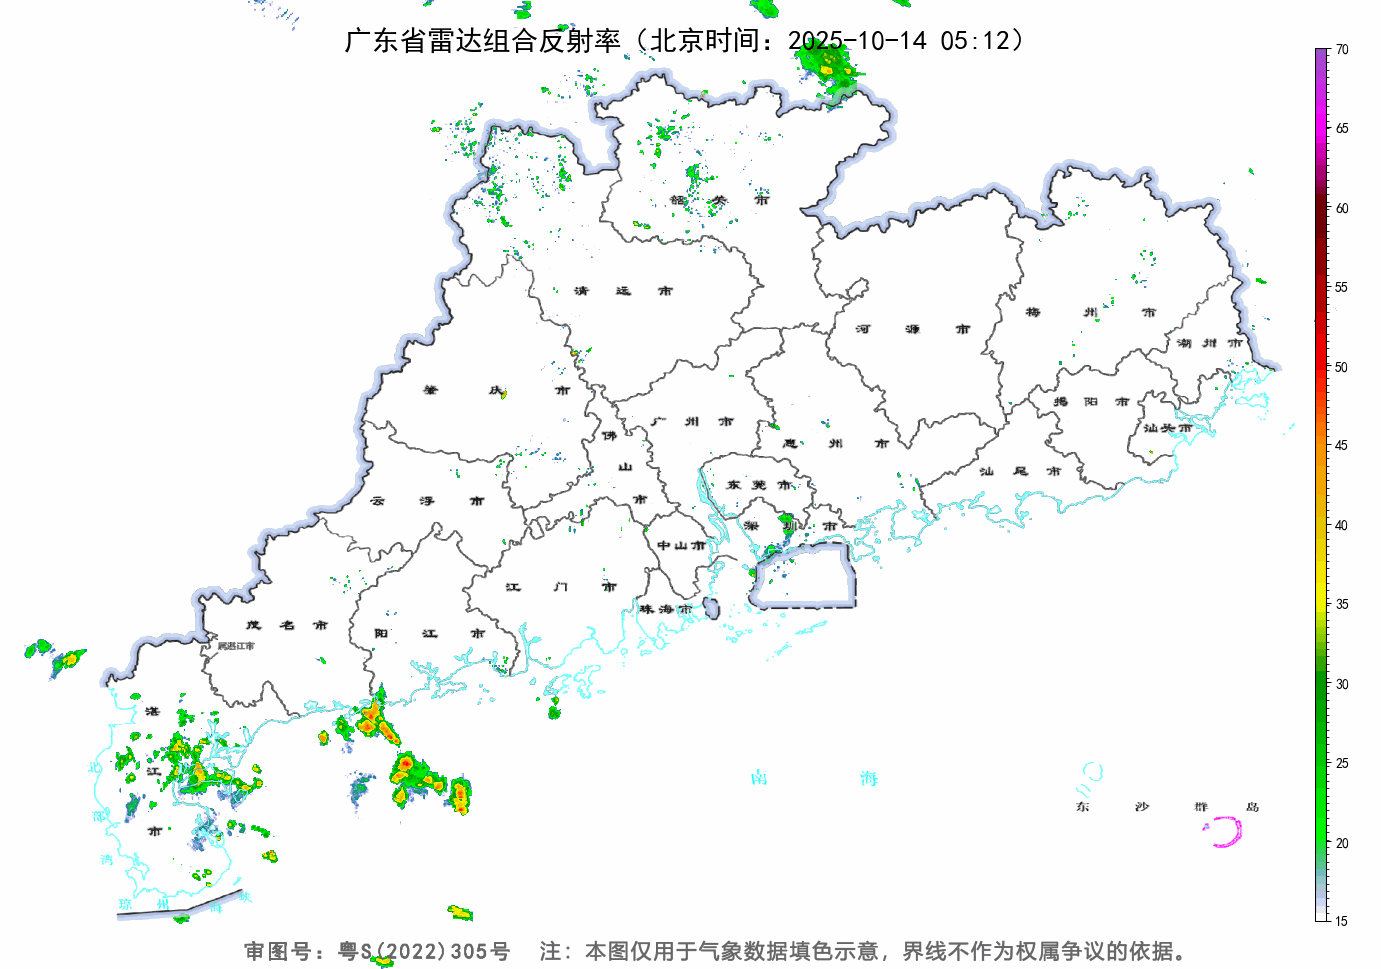 广东省雷达组合反射率（北京时间：2025-10-14 05:12）
70
65
60
55
50
45
40
35
30
25
20
15
韶关市
清远市
河源市
梅州市
潮州市
肇庆市
广州市
佛山市
惠州市
揭阳市
汕头市
汕尾市
云浮市
东莞市
深圳市
中山市
江门市
珠海市
茂名市
阳江市
属湛江市
湛江市
北部湾
琼州海峡
南海
东沙群岛
审图号：粤S(2022)305号 注：本图仅用于气象数据填色示意，界线不作为权属争议的依据。